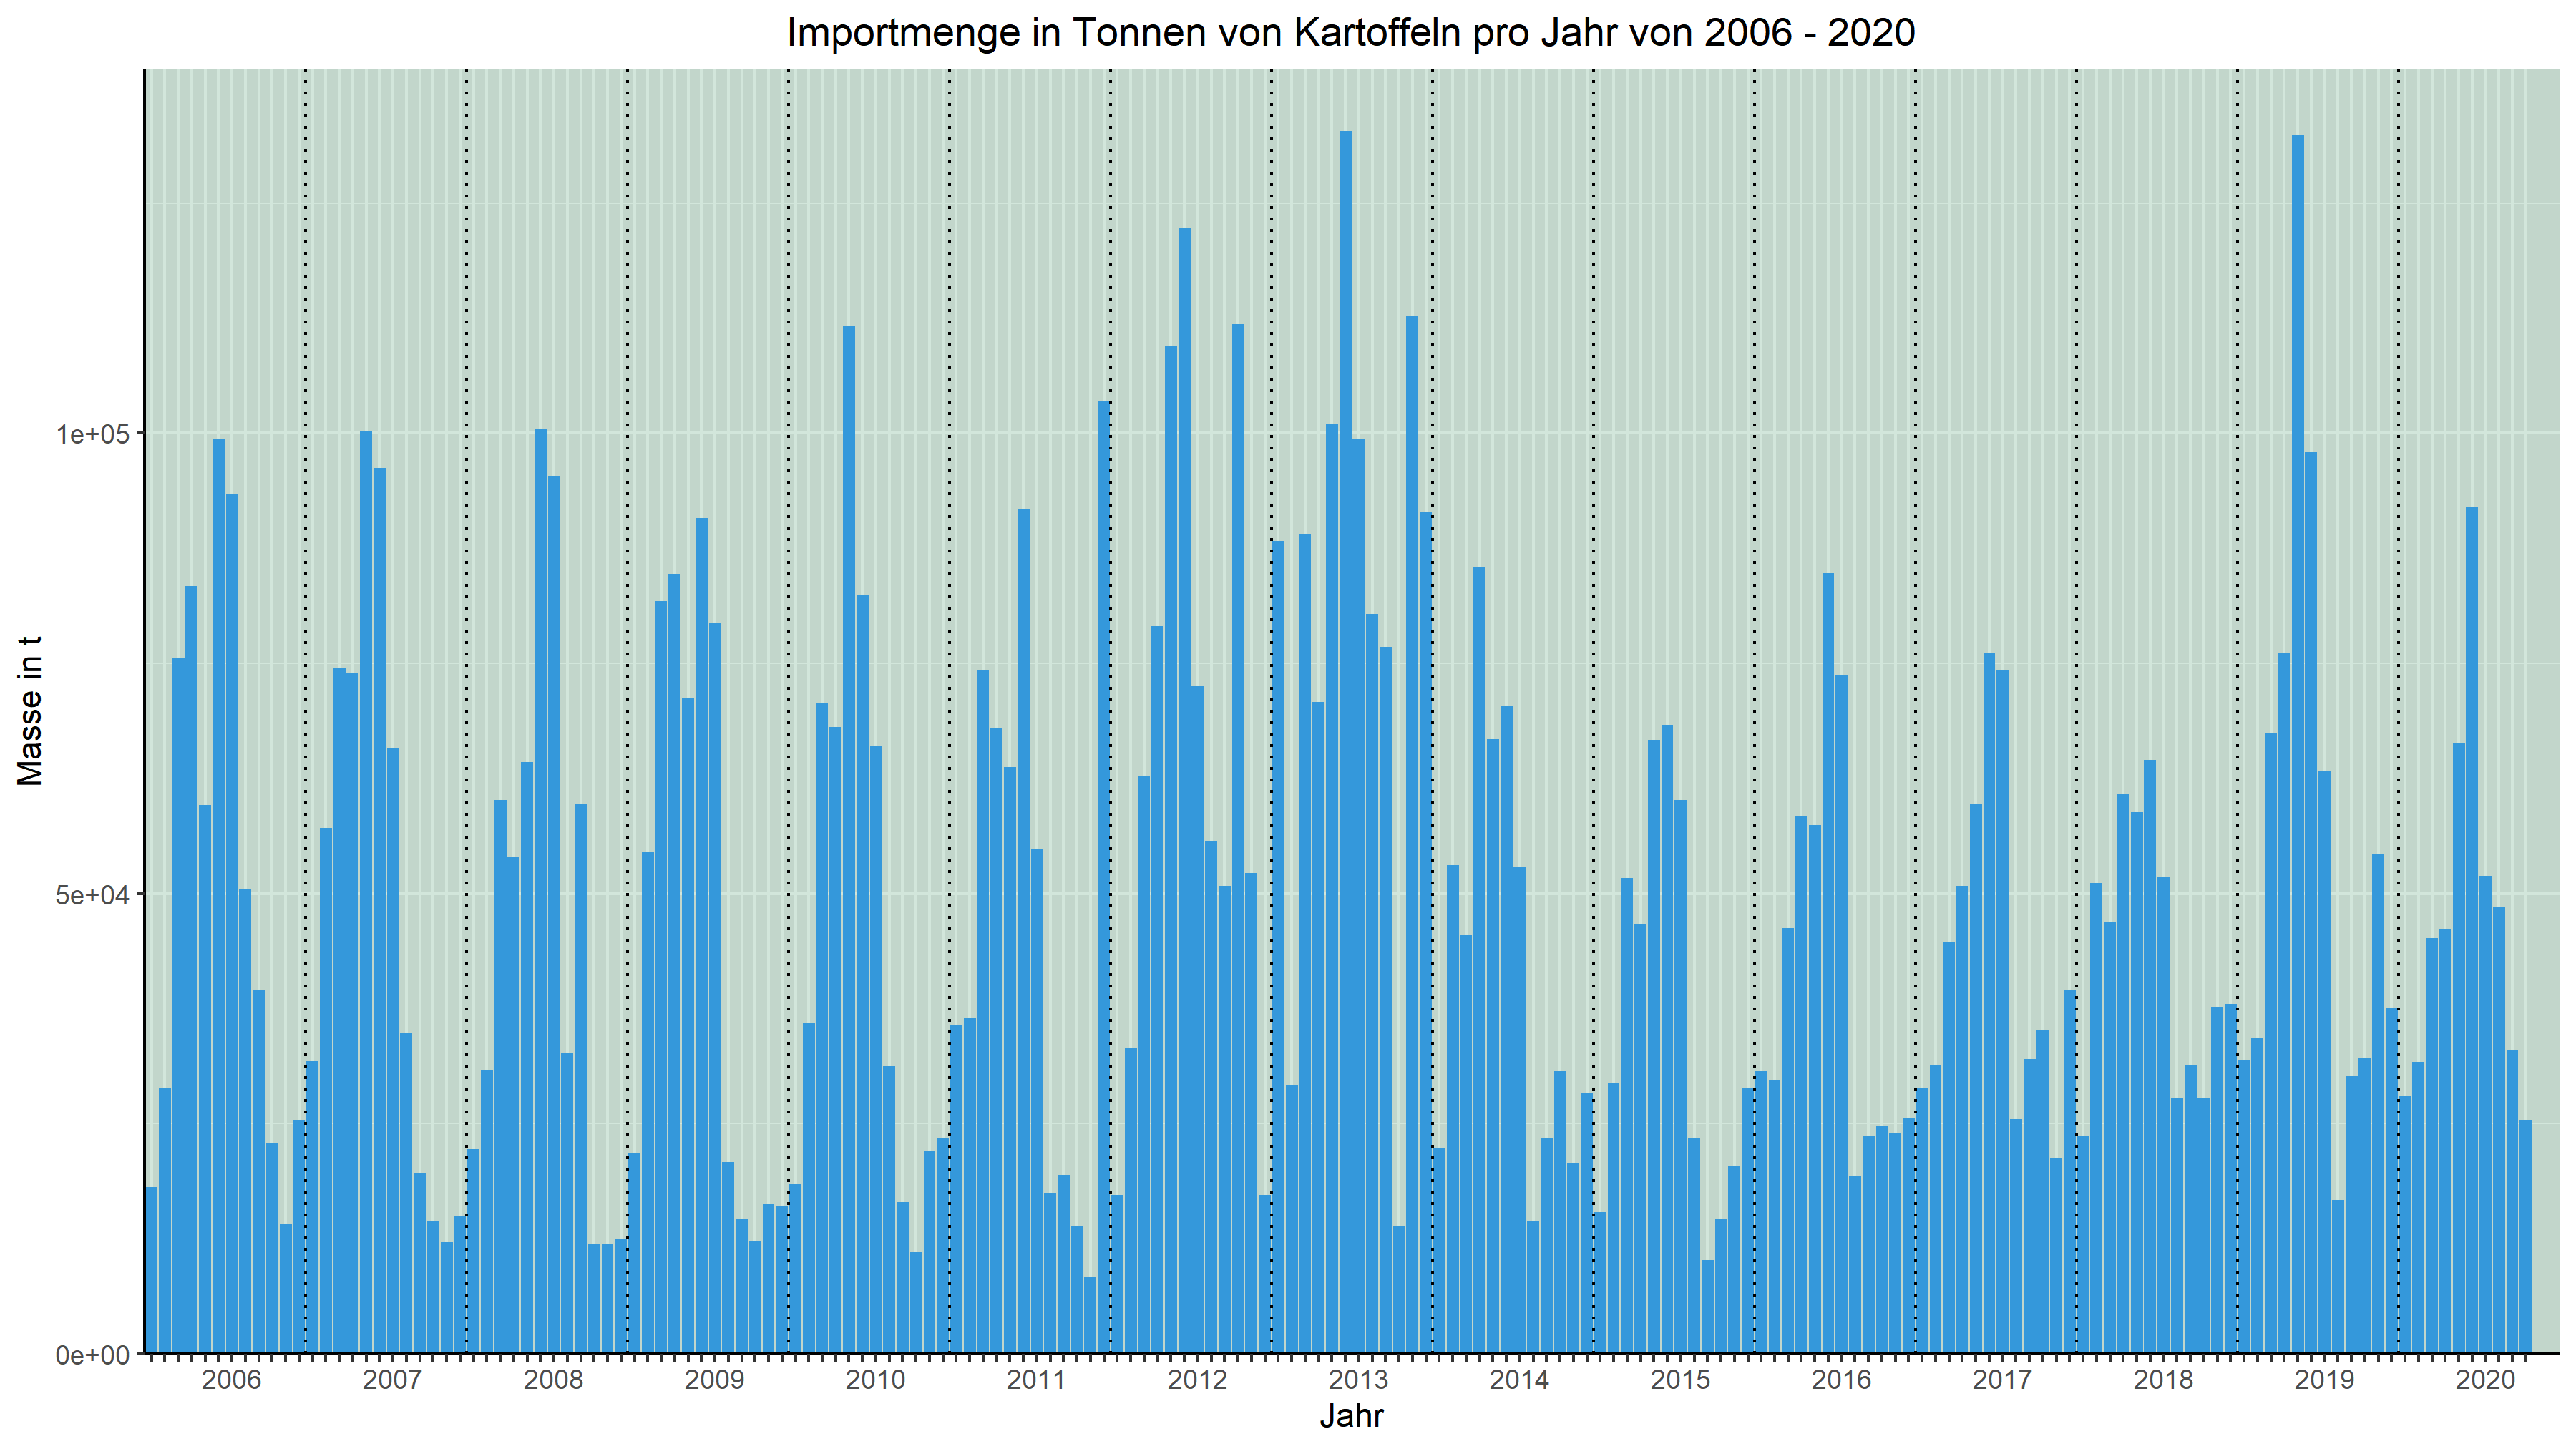 Importmenge in Tonnen von Kartoffeln pro Jahr von 2006 - 2020
Masse in t
1e+05
5e+04
0e+00
2006 2007 2008 2009 2010 2011 2012 2013 2014 2015 2016 2017 2018 2019 2020
Jahr